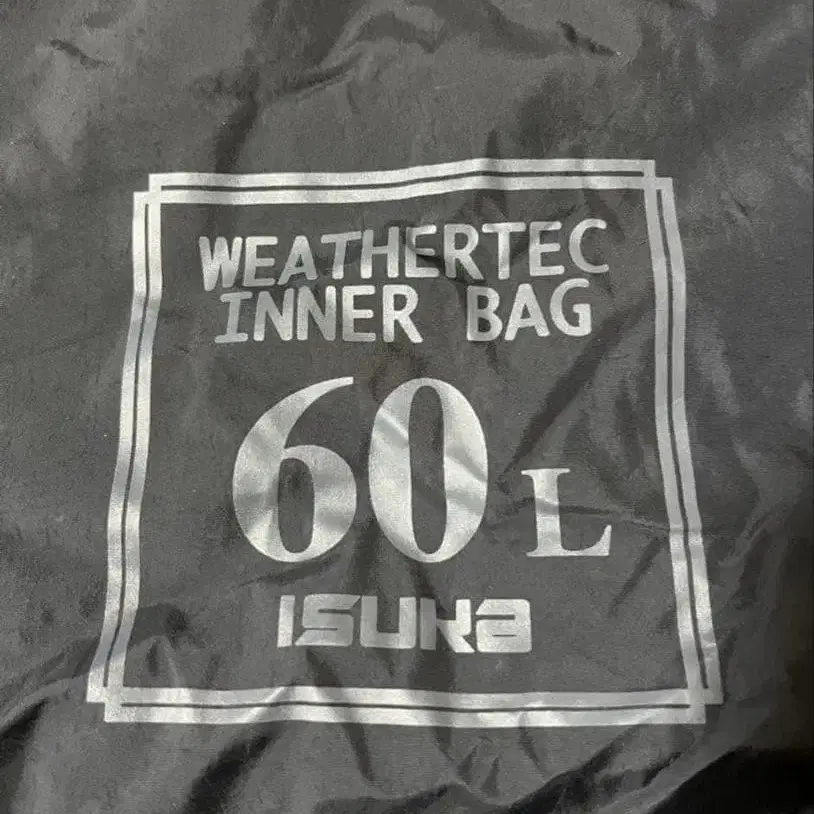 WEATHERTEC
INNER BAG
60L
ISUKA